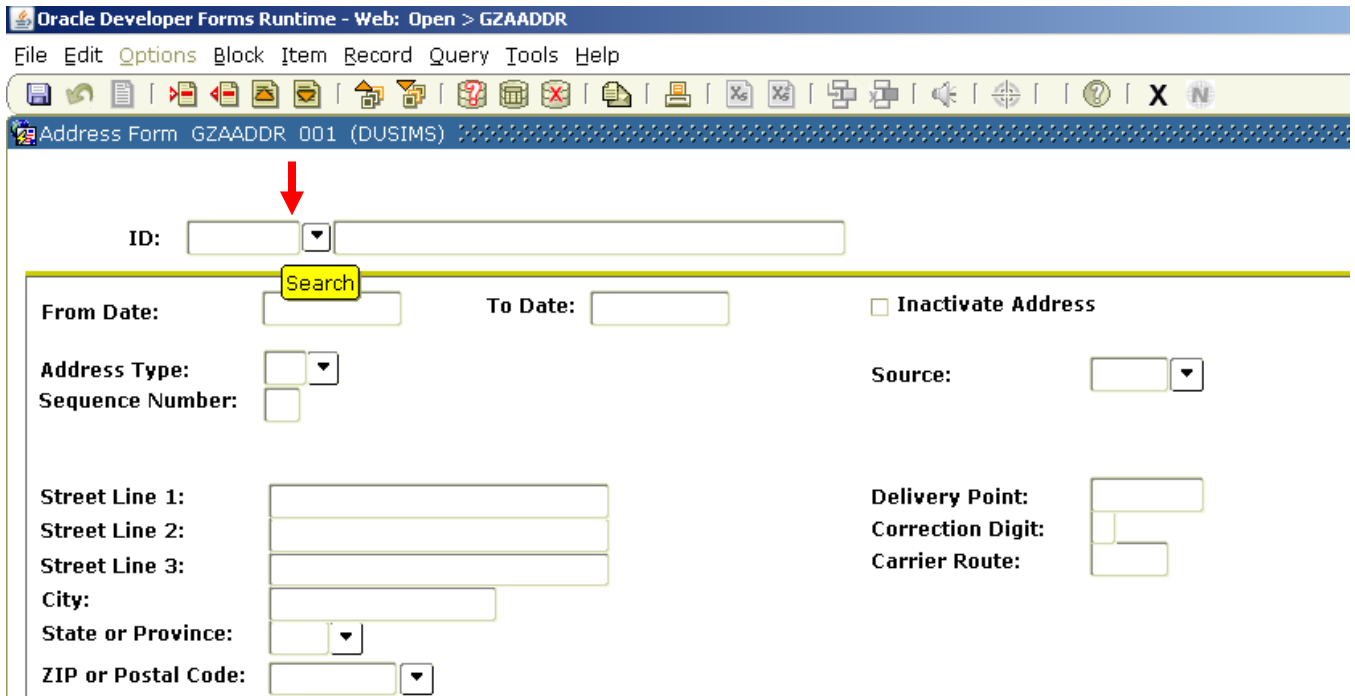 Oracle Developer Forms Runtime - Web: Open > GZAADDR
File Edit Options Block Item Record Query Tools Help
X
Address Form GZAADDR 001 (DUSIMS)
ID:
Search
From Date: To Date: Inactivate Address
Address Type: Source:
Sequence Number:
Street Line 1: Delivery Point:
Street Line 2: Correction Digit:
Street Line 3: Carrier Route:
City:
State or Province:
ZIP or Postal Code: